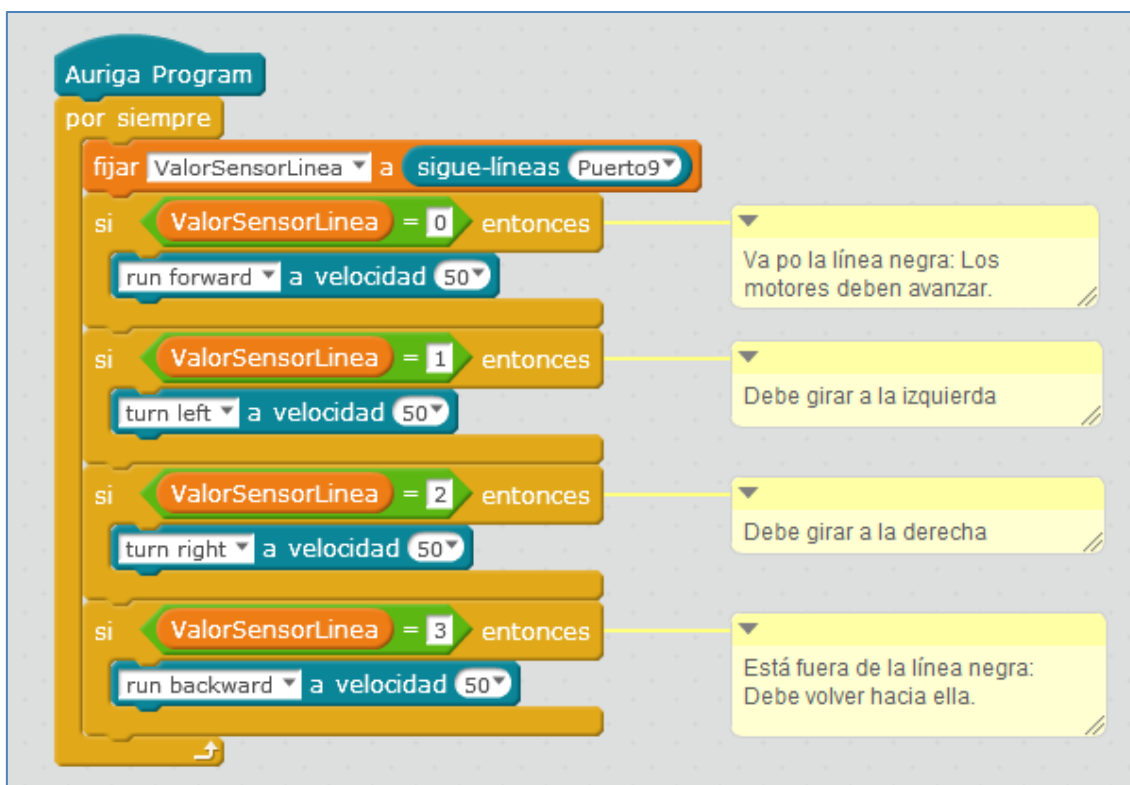 Auriga Program
por siempre
fijar ValorSensorLinea a sigue-líneas Puerto9
si ValorSensorLinea = 0 entonces
Va po la línea negra: Los
motores deben avanzar.
run forward a velocidad 50
si ValorSensorLinea = 1 entonces
Debe girar a la izquierda
turn left a velocidad 50
si ValorSensorLinea = 2 entonces
Debe girar a la derecha
turn right a velocidad 50
si ValorSensorLinea = 3 entonces
Está fuera de la línea negra:
Debe volver hacia ella.
run backward a velocidad 50